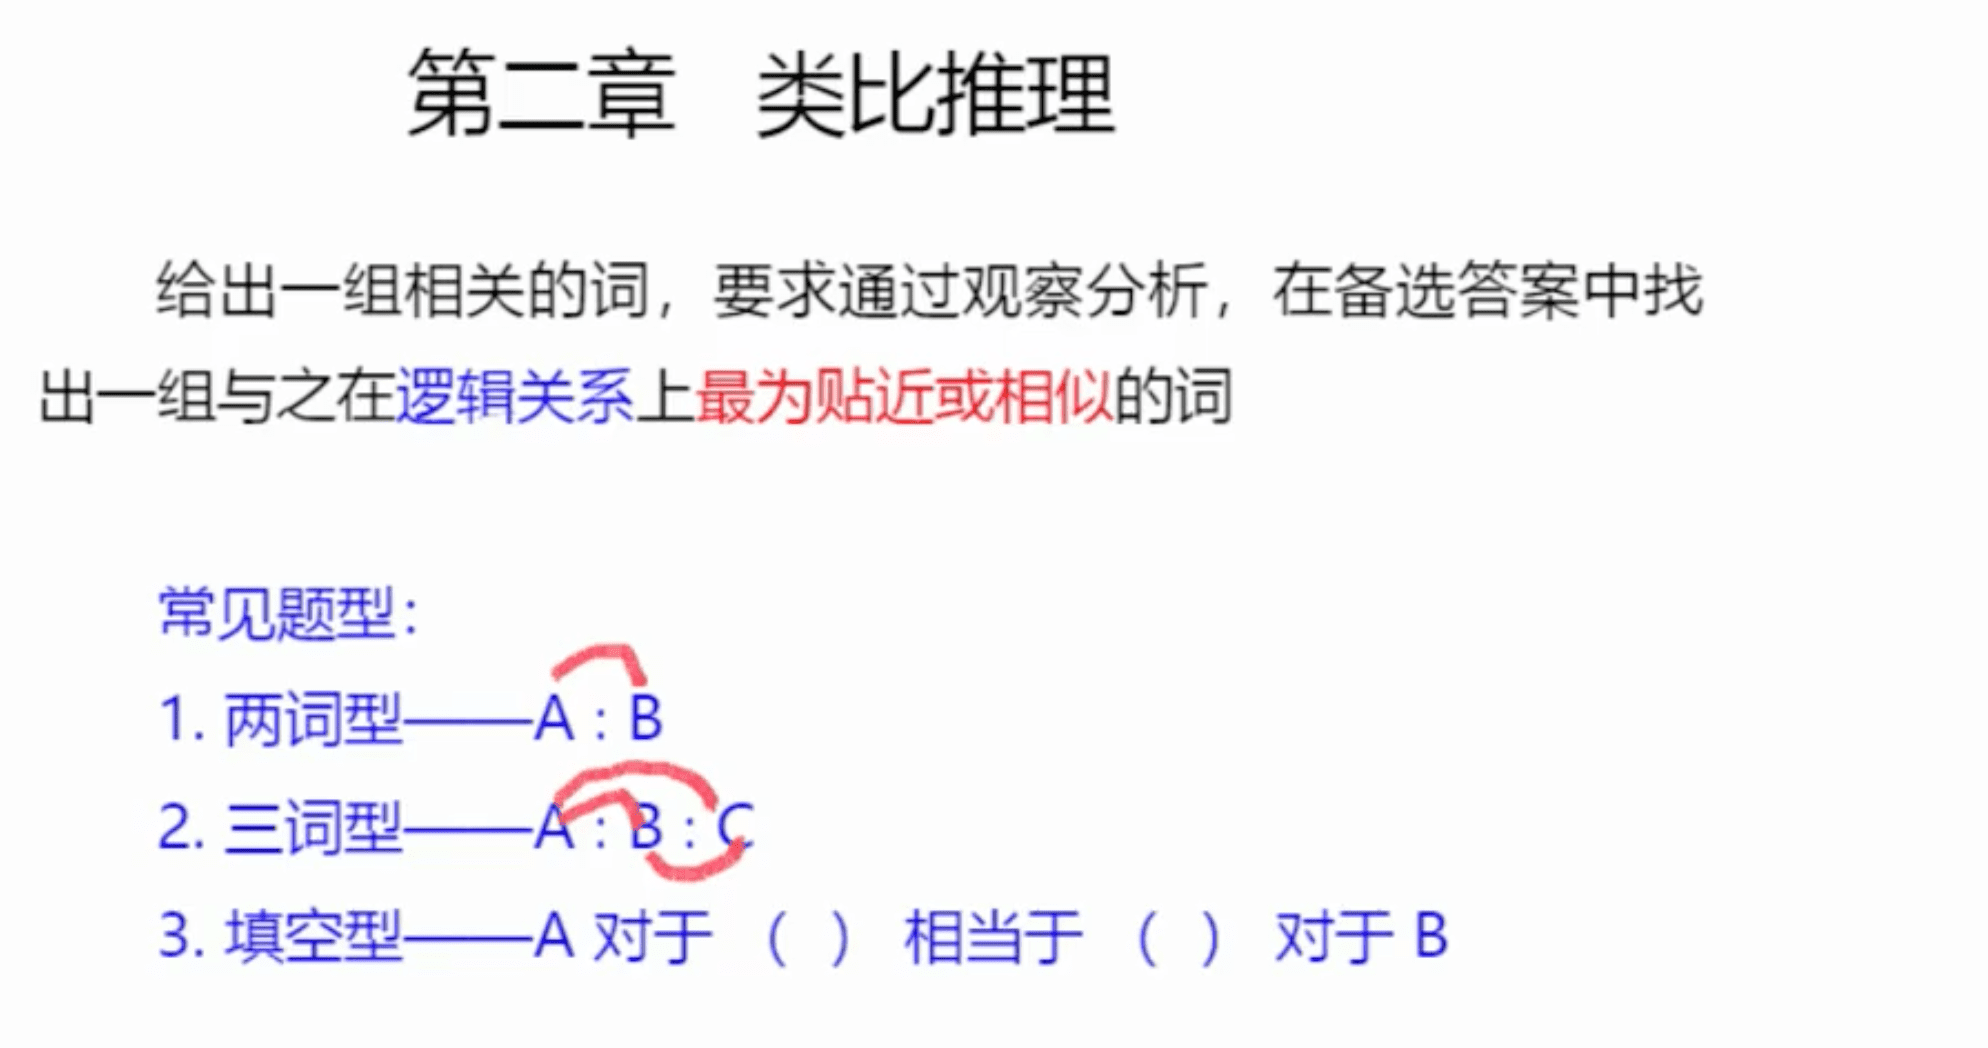 第二章 类比推理
给出一组相关的词，要求通过观察分析，在备选答案中找
出一组与之在逻辑关系上最为贴近或相似的词
常见题型：
1. 两词型——A : B
2. 三词型——A : B : C
3. 填空型——A 对于 （ ） 相当于 （ ） 对于 B